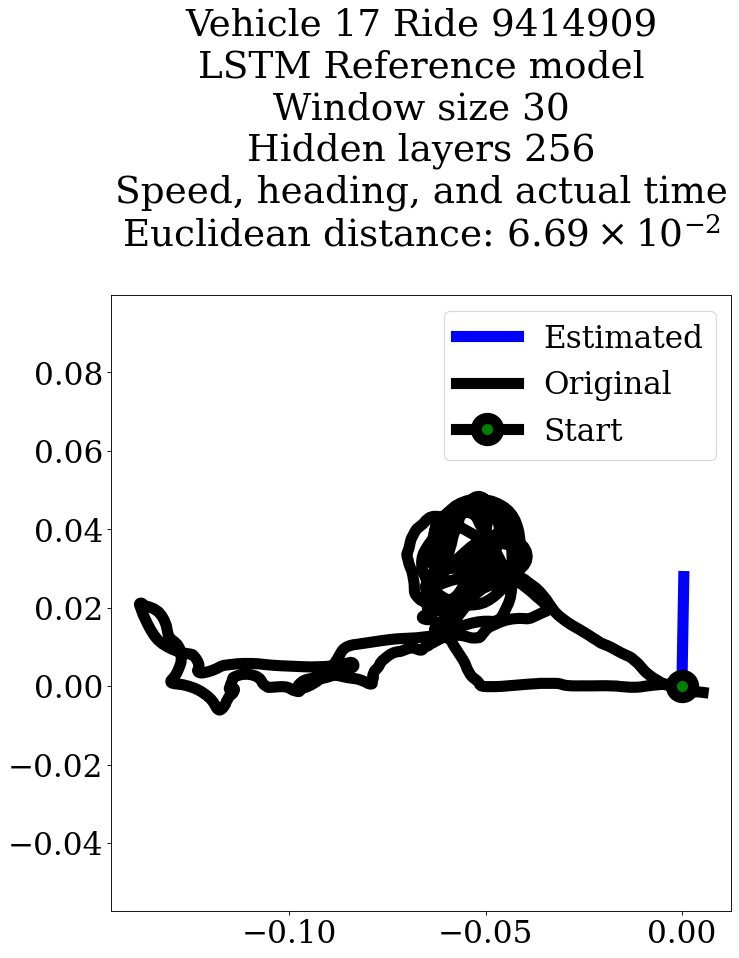 Vehicle 17 Ride 9414909
LSTM Reference model
Window size 30
Hidden layers 256
Speed, heading, and actual time
Euclidean distance: 6.69 × 10⁻²
Estimated
Original
Start
0.08
0.06
0.04
0.02
0.00
−0.02
−0.04
−0.10
−0.05
0.00